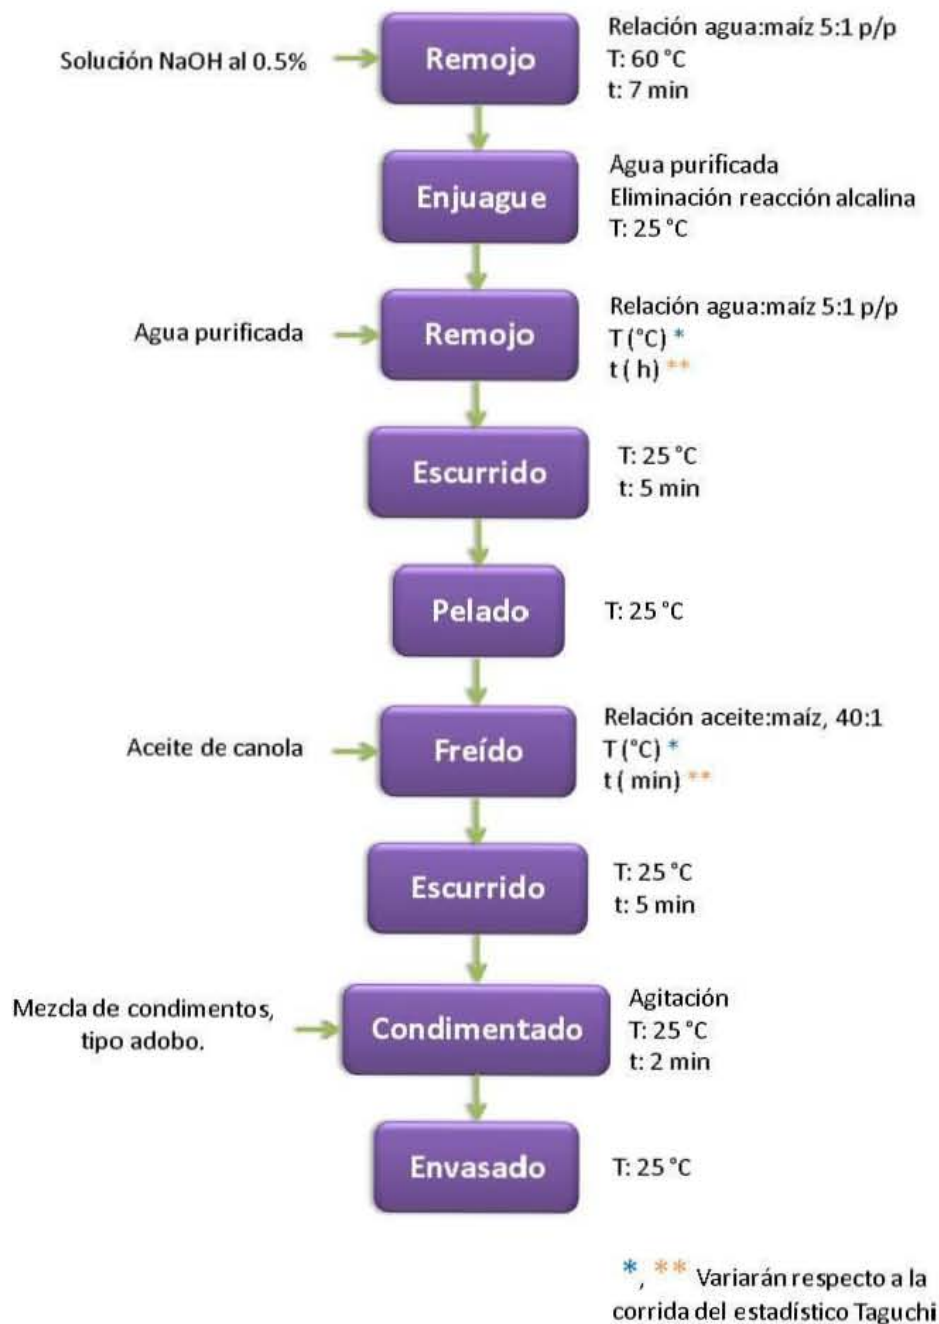 Solución NaOH al 0.5%
Remojo
Relación agua:maíz 5:1 p/p
T: 60 °C
t: 7 min
Enjuague
Agua purificada
Eliminación reacción alcalina
T: 25 °C
Agua purificada
Remojo
Relación agua:maíz 5:1 p/p
T (°C) *
t ( h) **
Escurrido
T: 25 °C
t: 5 min
Pelado
T: 25 °C
Aceite de canola
Freído
Relación aceite:maíz, 40:1
T (°C) *
t ( min) **
Escurrido
T: 25 °C
t: 5 min
Mezcla de condimentos,
tipo adobo.
Condimentado
Agitación
T: 25 °C
t: 2 min
Envasado
T: 25 °C
*, ** Variarán respecto a la
corrida del estadístico Taguchi